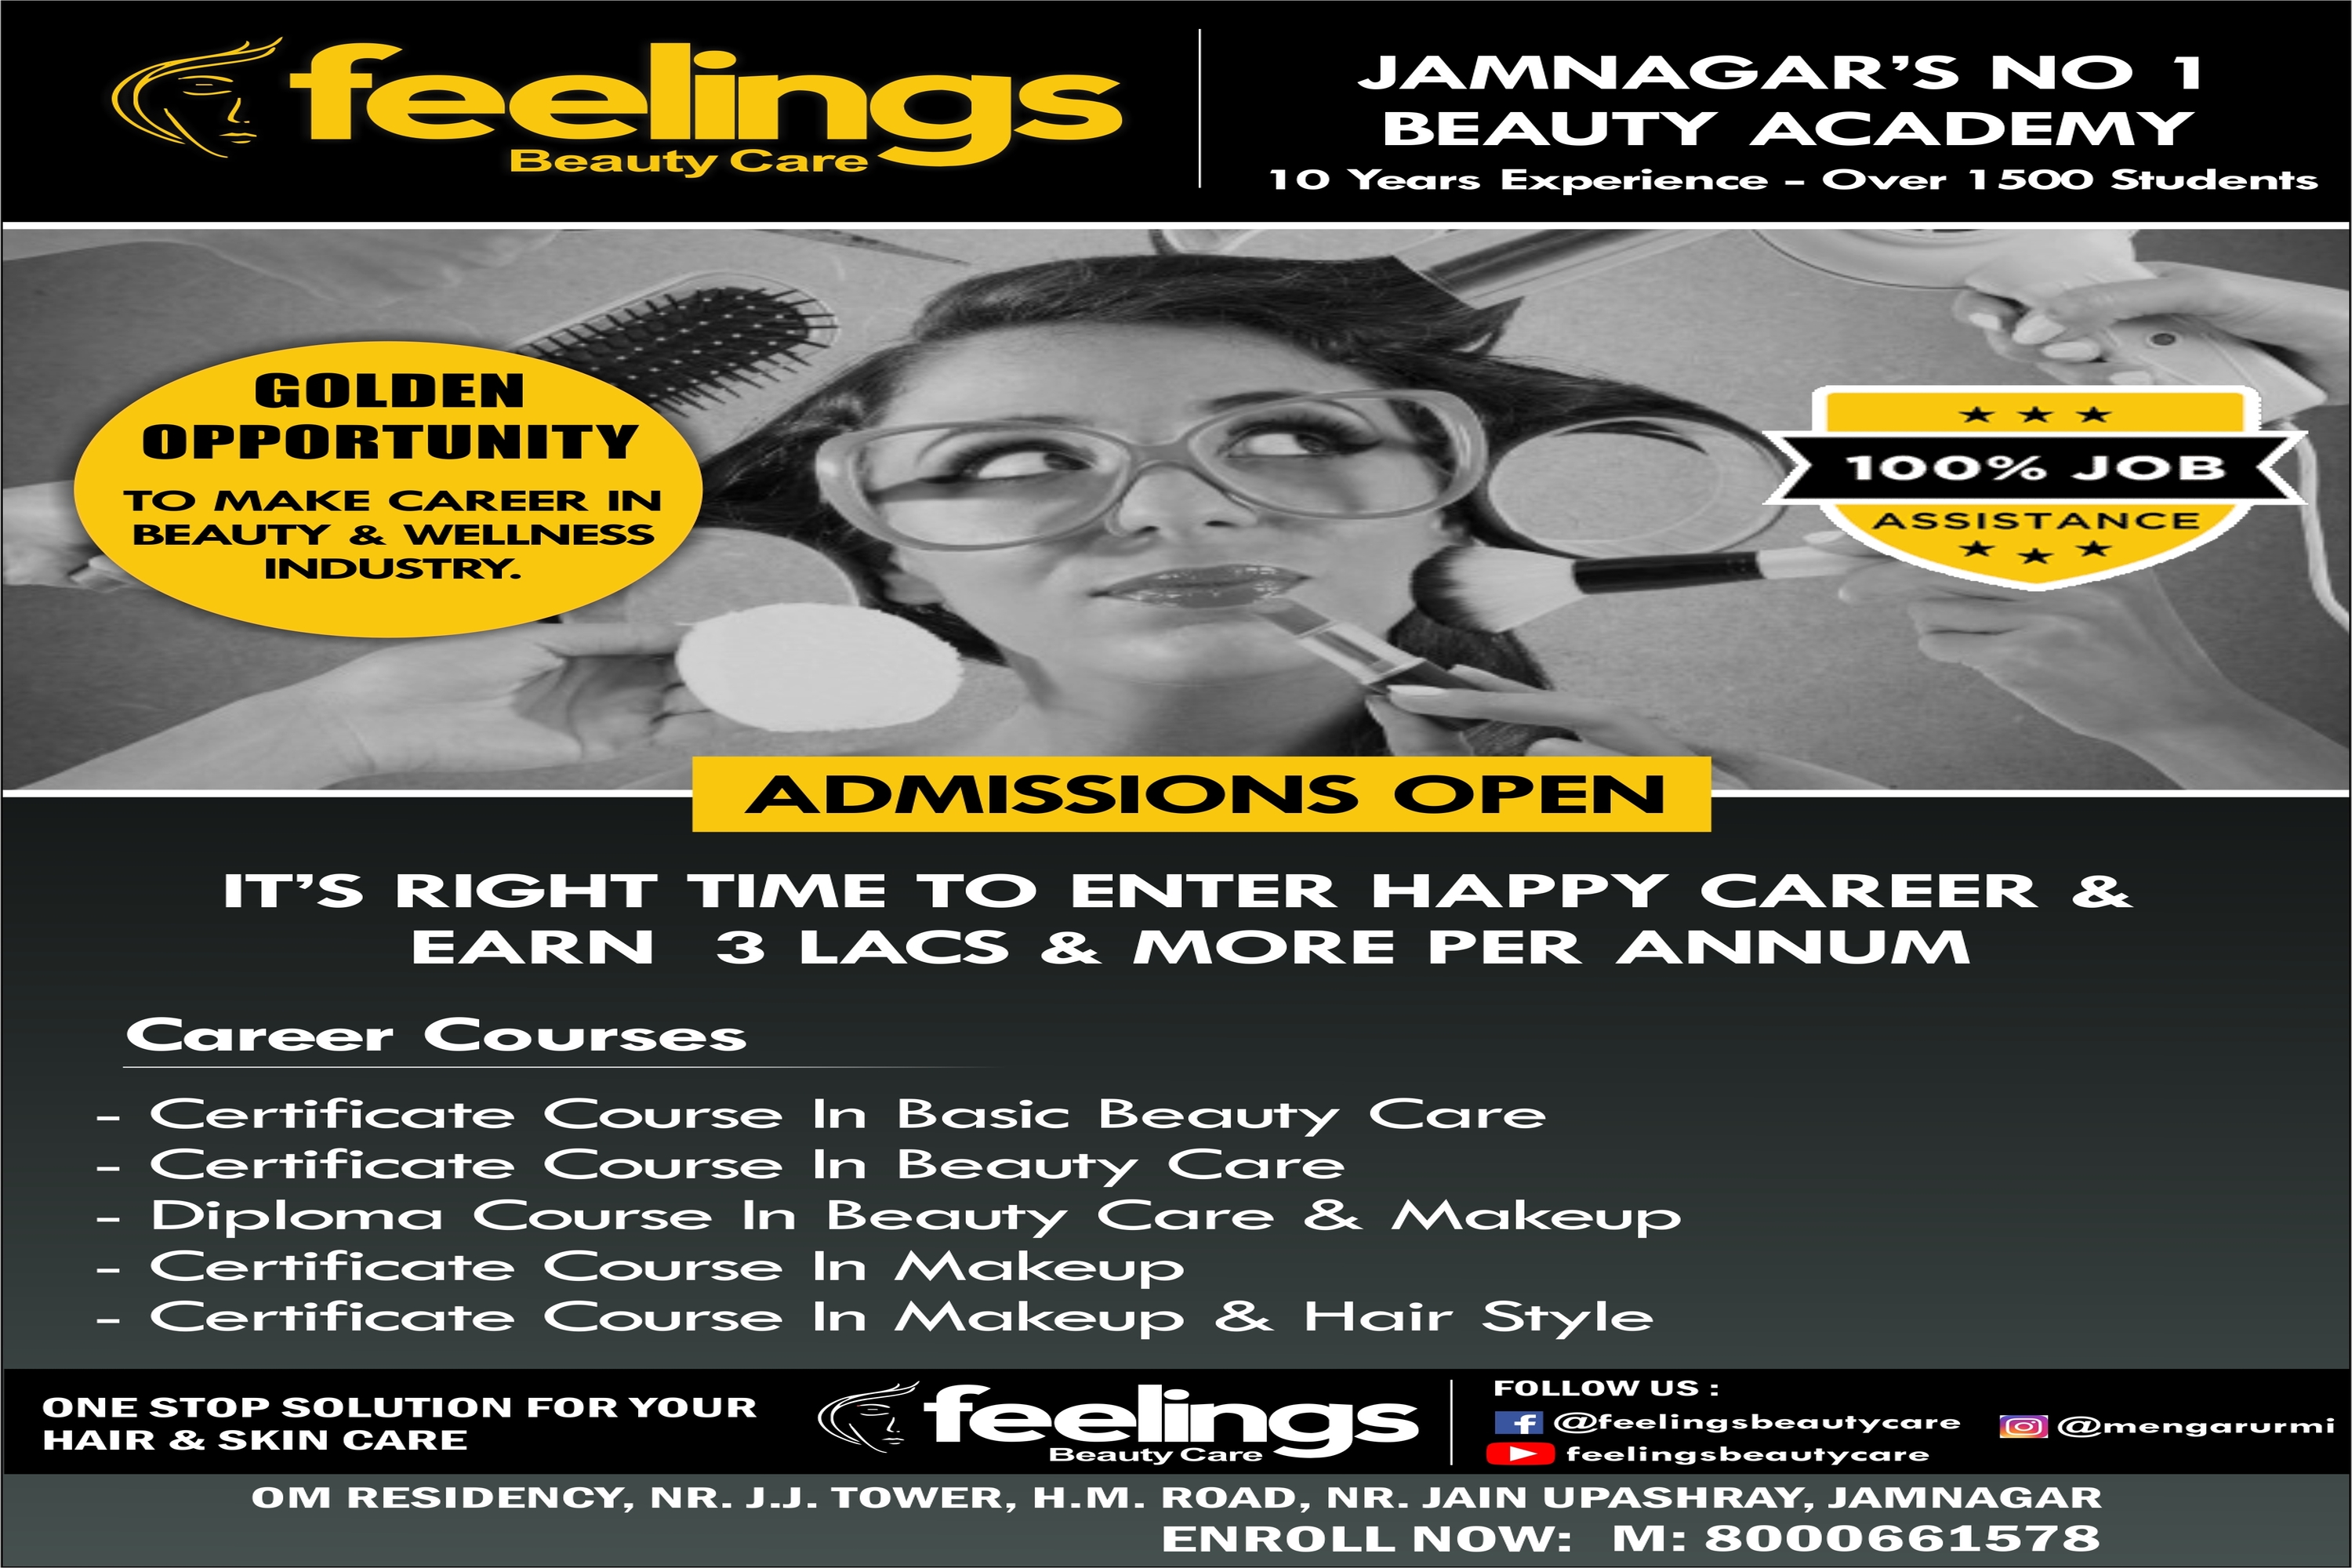 feelings
Beauty Care
JAMNAGAR'S NO 1
BEAUTY ACADEMY
10 Years Experience - Over 1500 Students
GOLDEN
OPPORTUNITY
TO MAKE CAREER IN
BEAUTY & WELLNESS
INDUSTRY.
100% JOB
ASSISTANCE
ADMISSIONS OPEN
IT'S RIGHT TIME TO ENTER HAPPY CAREER &
EARN 3 LACS & MORE PER ANNUM
Career Courses
- Certificate Course In Basic Beauty Care
- Certificate Course In Beauty Care
- Diploma Course In Beauty Care & Makeup
- Certificate Course In Makeup
- Certificate Course In Makeup & Hair Style
ONE STOP SOLUTION FOR YOUR
HAIR & SKIN CARE
feelings
Beauty Care
FOLLOW US :
@feelingsbeautycare
@mengarurmi
feelingsbeautycare
OM RESIDENCY, NR. J.J. TOWER, H.M. ROAD, NR. JAIN UPASHRAY, JAMNAGAR
ENROLL NOW: M: 8000661578